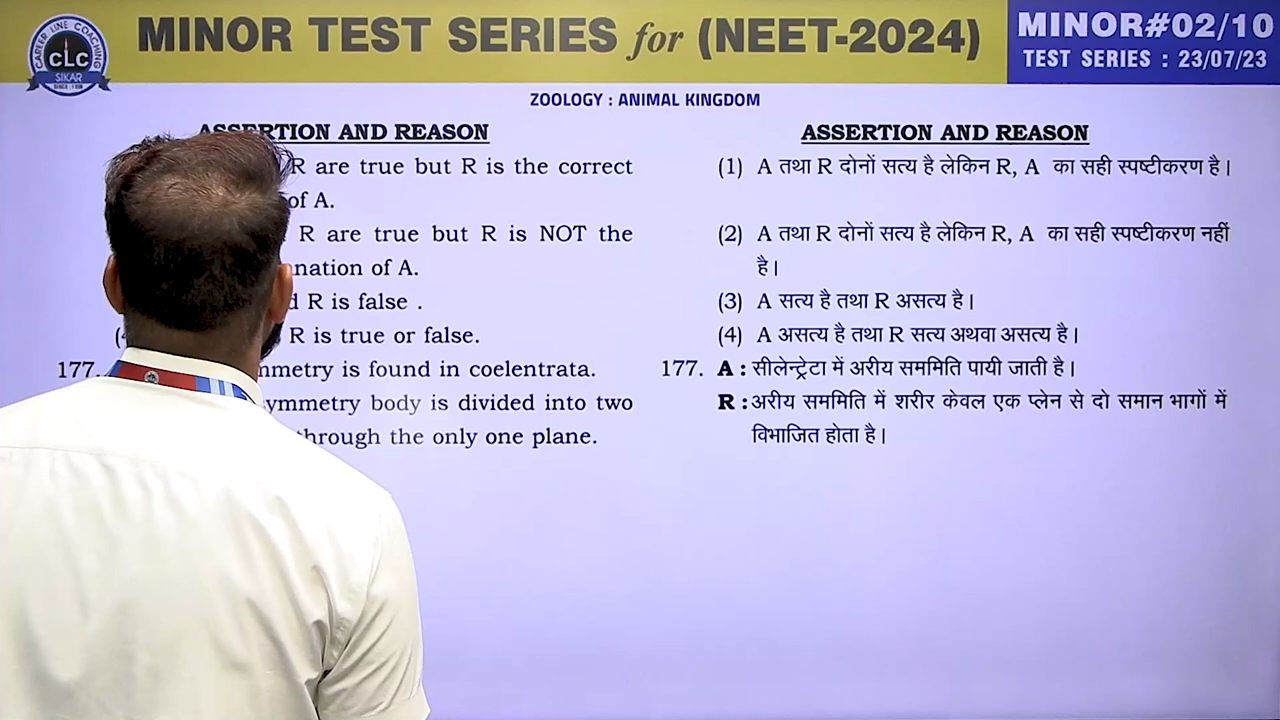 CAREER LINE COACHING
CLC
SIKAR
MINOR TEST SERIES for (NEET-2024)
MINOR#02/10
TEST SERIES : 23/07/23
ZOOLOGY : ANIMAL KINGDOM
ASSERTION AND REASON
R are true but R is the correct
of A.
R are true but R is NOT the
nation of A.
R is false .
R is true or false.
177.
mmetry is found in coelentrata.
ymmetry body is divided into two
through the only one plane.
ASSERTION AND REASON
(1) A तथा R दोनों सत्य है लेकिन R, A का सही स्पष्टीकरण है।
(2) A तथा R दोनों सत्य है लेकिन R, A का सही स्पष्टीकरण नहीं
है।
(3) A सत्य है तथा R असत्य है।
(4) A असत्य है तथा R सत्य अथवा असत्य है।
177. A : सीलेन्ट्रेटा में अरीय सममिति पायी जाती है।
R : अरीय सममिति में शरीर केवल एक प्लेन से दो समान भागों में
विभाजित होता है।